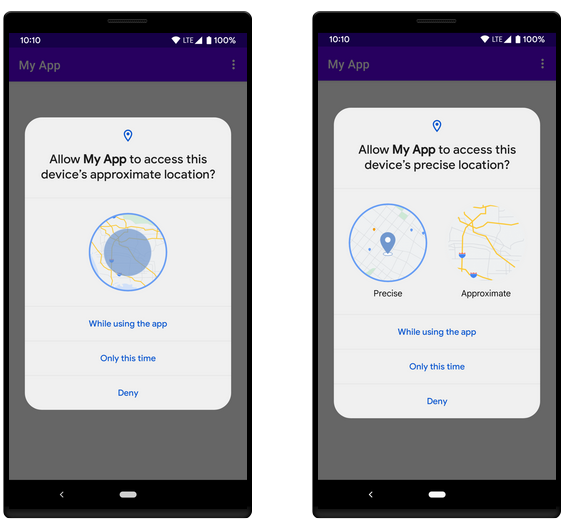 10:10 LTE 100%
My App
Allow My App to access this
device's approximate location?
While using the app
Only this time
Deny
10:10 LTE 100%
My App
Allow My App to access this
device's precise location?
Precise Approximate
While using the app
Only this time
Deny